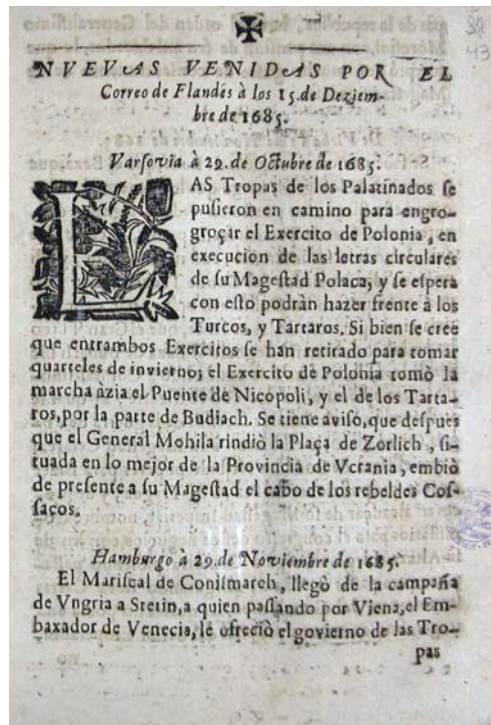 NVEVAS VENIDAS POR EL
Correo de Flandes à los 15. de Deziem-
bre de 1685.
Varsovia à 22. de Octubre de 1685.
LAS Tropas de los Palatinados se
pusieron en camino para engro-
groçir el Exercito de Polonia, en
execucion de las letras circulares
de su Magestad Polaca, y se espera
con esto podràn hazer frente à los
Turcos, y Tartaros. Si bien se cree
que entrambos Exercitos se han retirado para tomar
quarteles de invierno; el Exercito de Polonia tomò la
marcha àzia el Puente de Nicopoli, y el de los Tarta-
ros, por la parte de Budiach. Se tiene aviso, que despues
que el General Mohila rindiò la Plaça de Zorlich, si-
tuada en lo mejor de la Provincia de Vcrania, embiò
de presente a su Magestad el cabo de los rebeldes Cos-
sacos.
Hamburgo à 29. de Noviembre de 1685.
El Mariscal de Conismarch, llegò de la campaña
de Vngria a Stetin, a quien passando por Viena, el Em-
baxador de Venecia, le ofreciò el govierno de las Tro-
pas